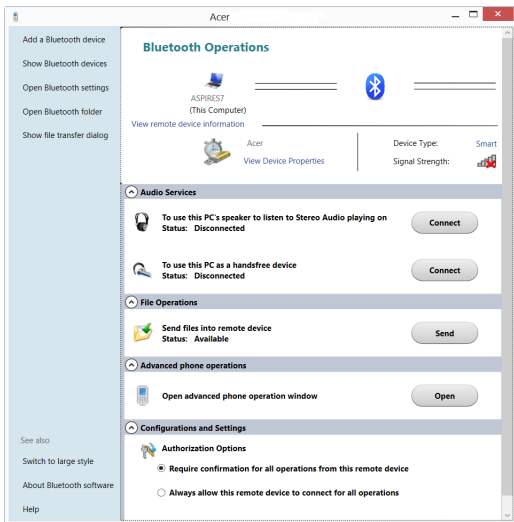 Acer
Add a Bluetooth device
Show Bluetooth devices
Open Bluetooth settings
Open Bluetooth folder
Show file transfer dialog
Bluetooth Operations
ASPIRES7
(This Computer)
View remote device information
Acer
View Device Properties
Device Type: Smart
Signal Strength:
Audio Services
To use this PC's speaker to listen to Stereo Audio playing on
Status: Disconnected
Connect
To use this PC as a handsfree device
Status: Disconnected
Connect
File Operations
Send files into remote device
Status: Available
Send
Advanced phone operations
Open advanced phone operation window
Open
Configurations and Settings
Authorization Options
Require confirmation for all operations from this remote device
Always allow this remote device to connect for all operations
See also
Switch to large style
About Bluetooth software
Help